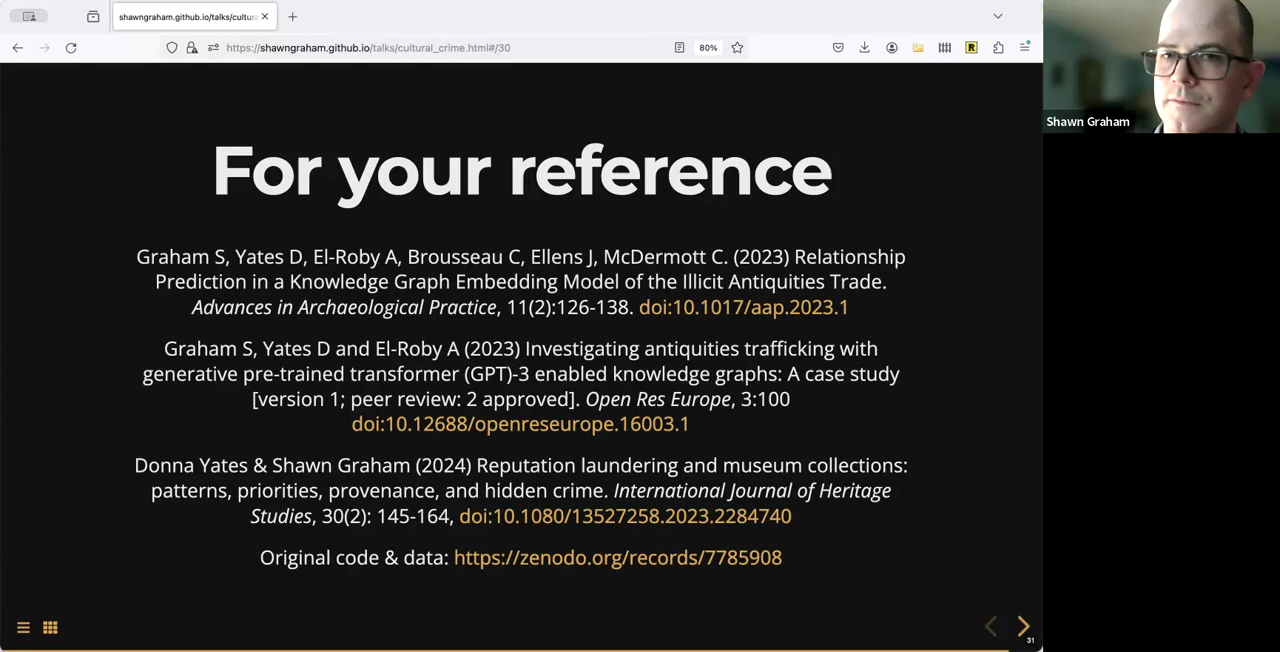 shawngraham.github.io/talks/cultura
https://shawngraham.github.io/talks/cultural_crime.html#/30
80%
R
Shawn Graham
For your reference
Graham S, Yates D, El-Roby A, Brousseau C, Ellens J, McDermott C. (2023) Relationship
Prediction in a Knowledge Graph Embedding Model of the Illicit Antiquities Trade.
Advances in Archaeological Practice, 11(2):126-138. doi:10.1017/aap.2023.1
Graham S, Yates D and El-Roby A (2023) Investigating antiquities trafficking with
generative pre-trained transformer (GPT)-3 enabled knowledge graphs: A case study
[version 1; peer review: 2 approved]. Open Res Europe, 3:100
doi:10.12688/openreseurope.16003.1
Donna Yates & Shawn Graham (2024) Reputation laundering and museum collections:
patterns, priorities, provenance, and hidden crime. International Journal of Heritage
Studies, 30(2): 145-164, doi:10.1080/13527258.2023.2284740
Original code & data: https://zenodo.org/records/7785908
31